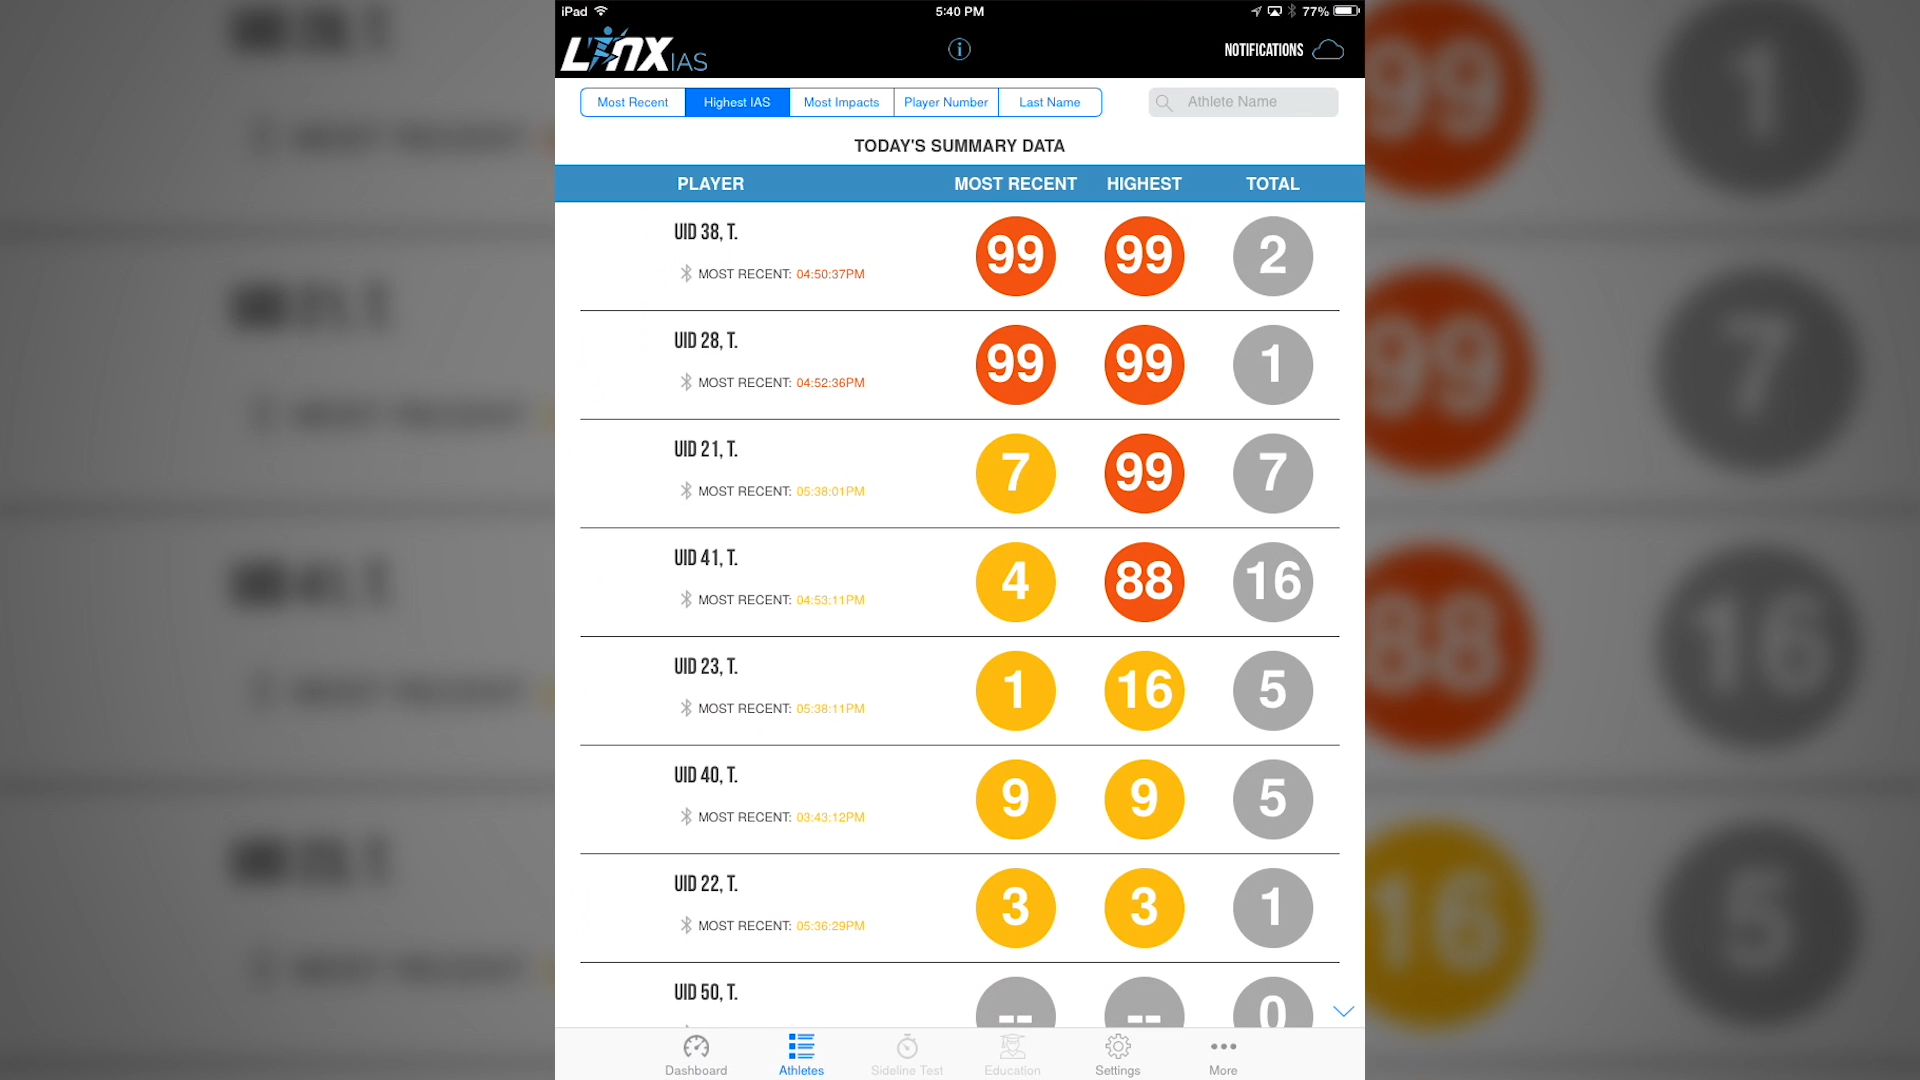 iPad 5:40 PM 77%
LinX IAS NOTIFICATIONS
Most Recent Highest IAS Most Impacts Player Number Last Name Athlete Name
TODAY'S SUMMARY DATA
PLAYER MOST RECENT HIGHEST TOTAL
UID 38, T.
MOST RECENT: 04:50:37PM
99 99 2
UID 28, T.
MOST RECENT: 04:52:36PM
99 99 1
UID 21, T.
MOST RECENT: 05:38:01PM
7 99 7
UID 41, T.
MOST RECENT: 04:53:11PM
4 88 16
UID 23, T.
MOST RECENT: 05:38:11PM
1 16 5
UID 40, T.
MOST RECENT: 03:43:12PM
9 9 5
UID 22, T.
MOST RECENT: 05:36:29PM
3 3 1
UID 50, T.
-- -- 0
Dashboard Athletes Sideline Test Education Settings More